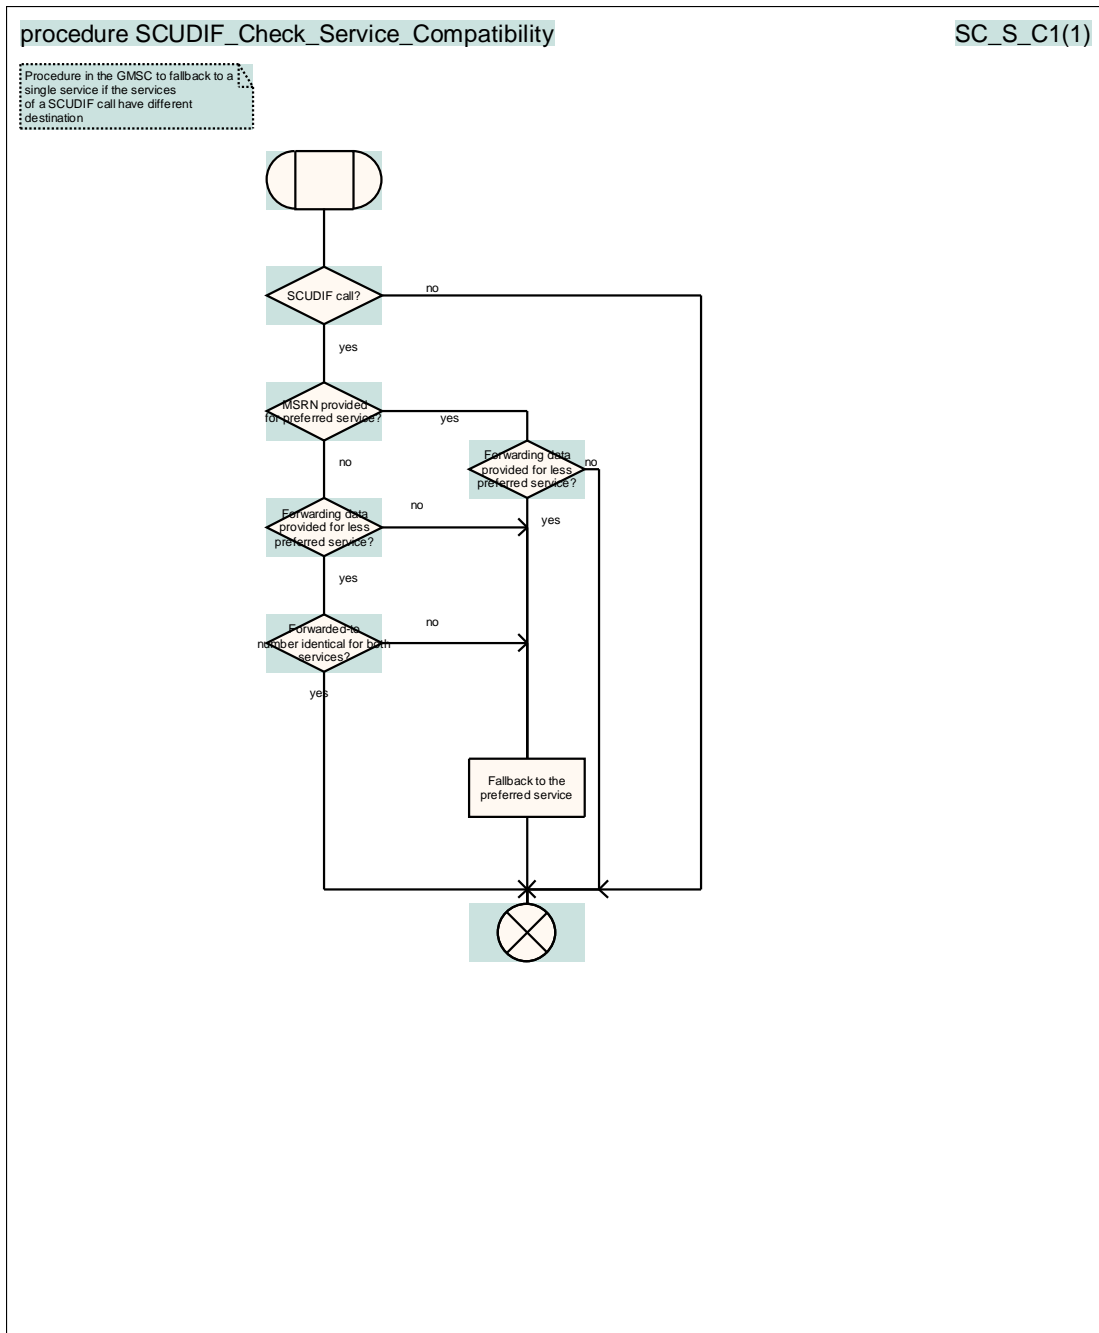 procedure SCUDIF_Check_Service_Compatibility
SC_S_C1(1)
Procedure in the GMSC to fallback to a
single service if the services
of a SCUDIF call have different
destination
SCUDIF call?
no
yes
MSRN provided
for preferred service?
yes
no
Forwarding data
provided for less
preferred service?
no
yes
Forwarding data
provided for less
preferred service?
no
yes
Forwarded-to
number identical for both
services?
no
yes
Fallback to the
preferred service